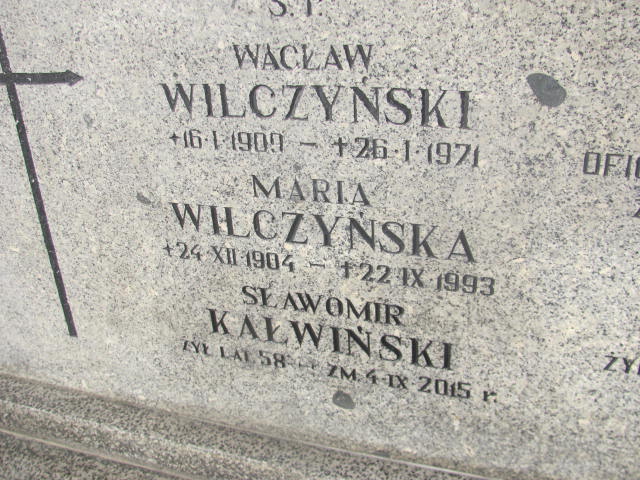 Ś.P.
WACŁAW
WILCZYŃSKI
*16·I·1909 – †26·I·1971
MARIA
WILCZYŃSKA
*24·XII·1904 – †22·IX·1993
SŁAWOMIR
KAŁWIŃSKI
ŻYŁ LAT 58 – ZM. 4·IX 2015 r.